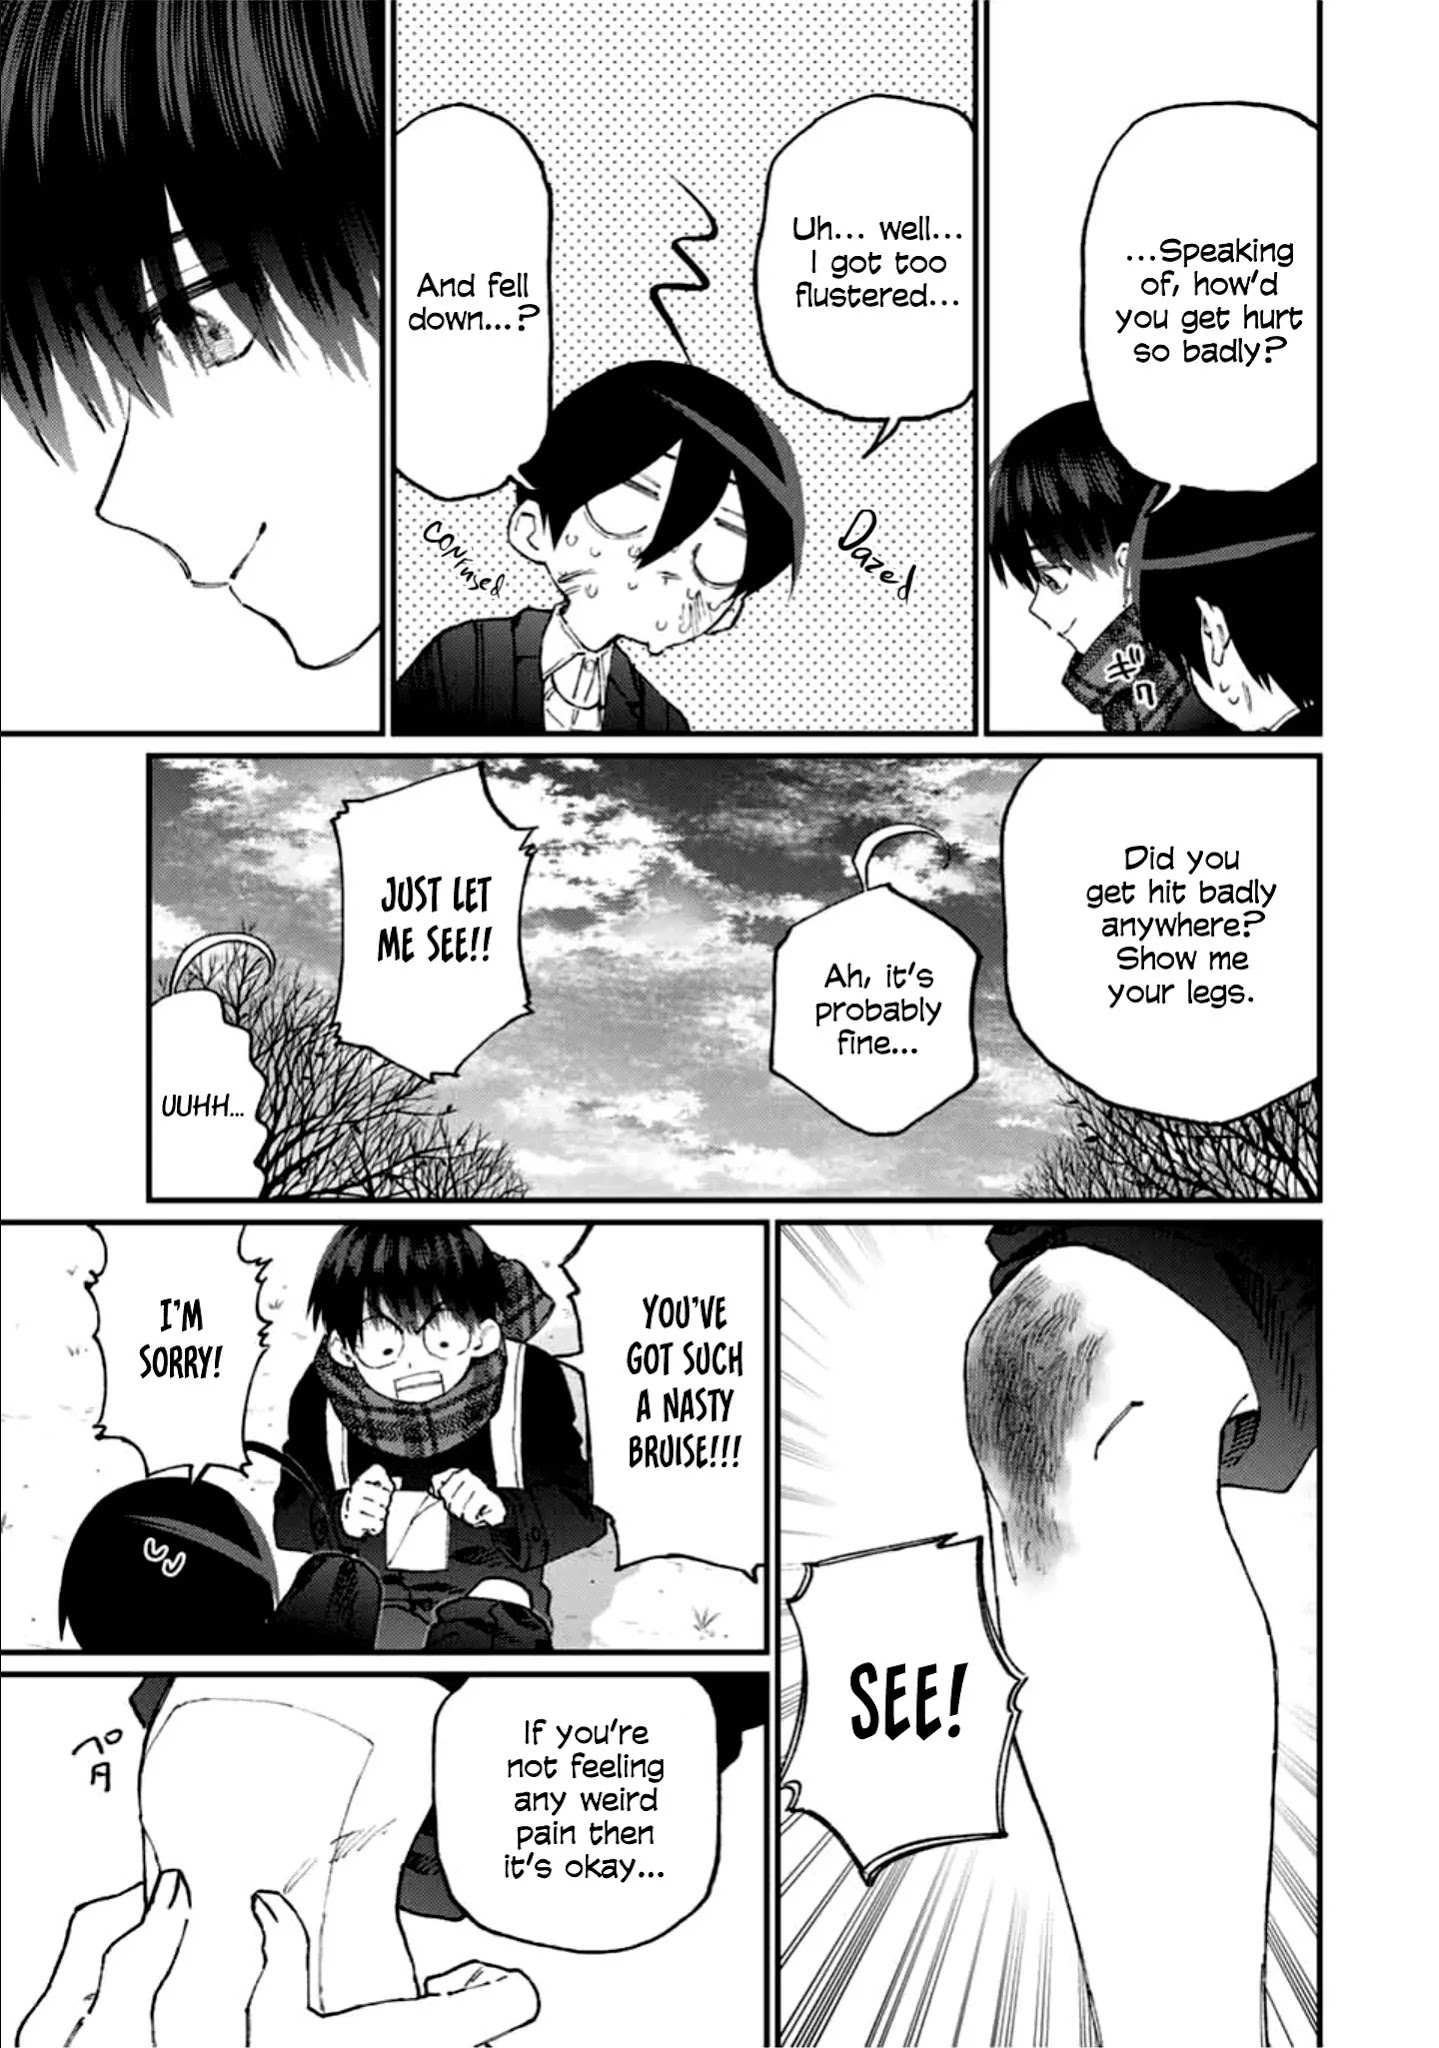 ...Speaking
of, how'd
you get hurt
so badly?
ギク
Uh... well...
I got too
flustered...
Dazed
And fell
down...?
Confused
Did you
get hit badly
anywhere?
Show me
your legs.
Ah, it's
probably
fine...
JUST LET
ME SEE!!
UUHH...
SEE!
YOU'VE
GOT SUCH
A NASTY
BRUISE!!!
I'M
SORRY!
If you're
not feeling
any weird
pain then
it's okay...